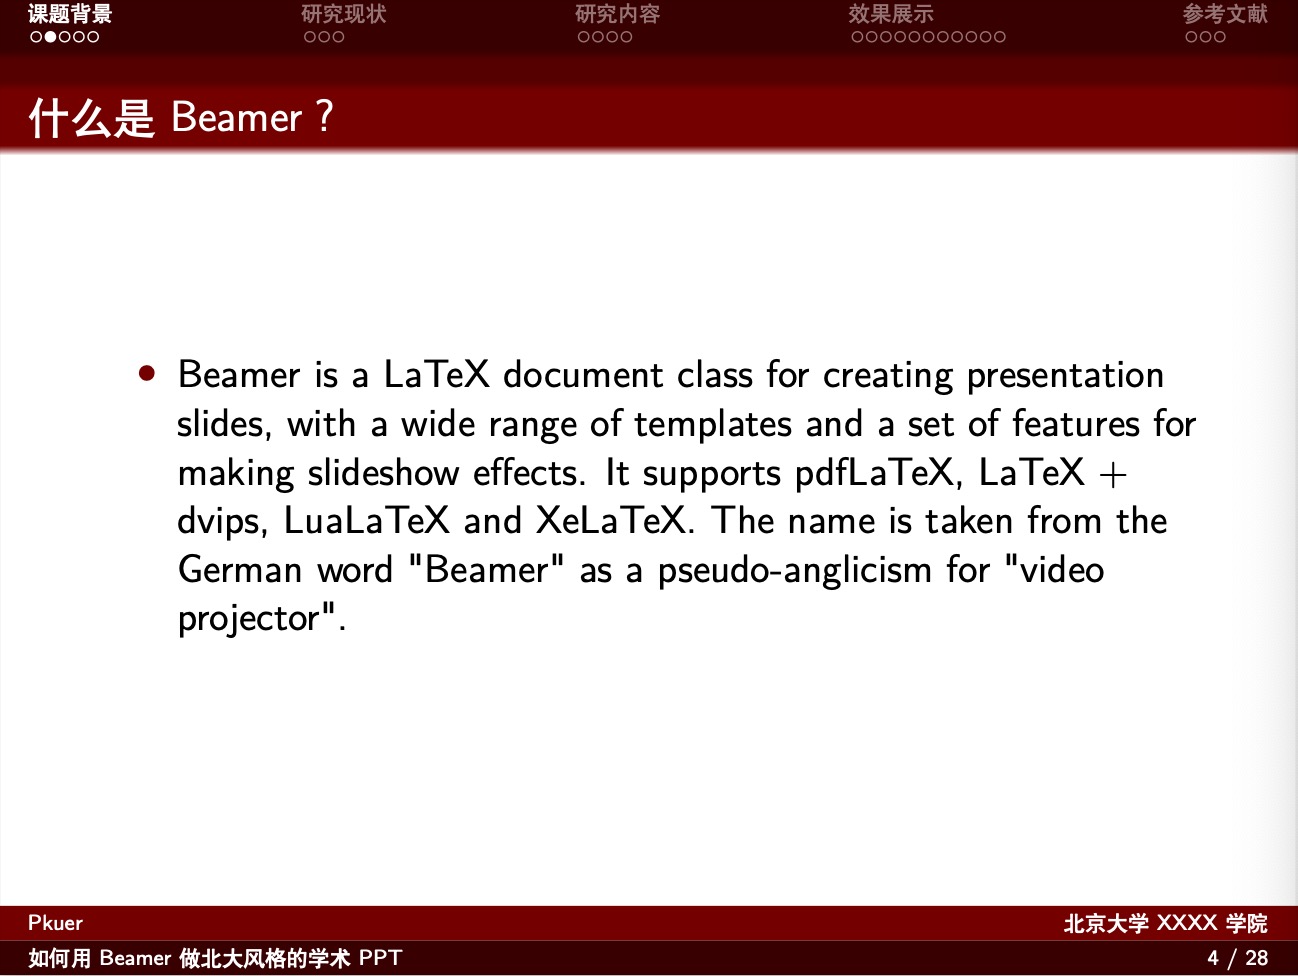 课题背景
研究现状
研究内容
效果展示
参考文献
什么是 Beamer ?
• Beamer is a LaTeX document class for creating presentation
slides, with a wide range of templates and a set of features for
making slideshow effects. It supports pdfLaTeX, LaTeX +
dvips, LuaLaTeX and XeLaTeX. The name is taken from the
German word "Beamer" as a pseudo-anglicism for "video
projector".
Pkuer
北京大学 XXXX 学院
如何用 Beamer 做北大风格的学术 PPT
4 / 28